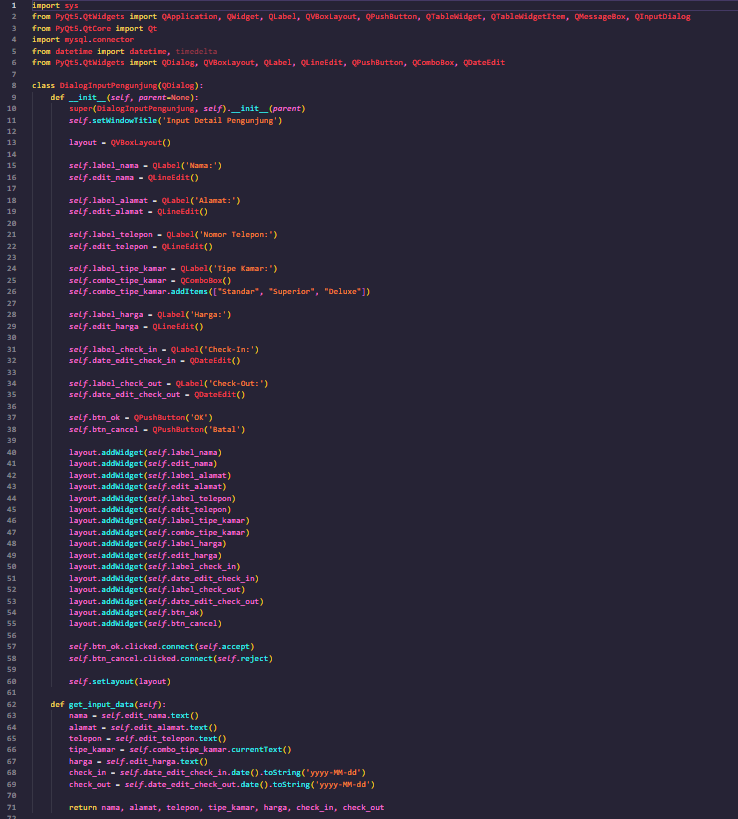 1 import sys
2 from PyQt5.QtWidgets import QApplication, QWidget, QLabel, QVBoxLayout, QPushButton, QTableWidget, QTableWidgetItem, QMessageBox, QInputDialog
3 from PyQt5.QtCore import Qt
4 import mysql.connector
5 from datetime import datetime, timedelta
6 from PyQt5.QtWidgets import QDialog, QVBoxLayout, QLabel, QLineEdit, QPushButton, QComboBox, QDateEdit
7
8 class DialogInputPengunjung(QDialog):
9     def __init__(self, parent=None):
10         super(DialogInputPengunjung, self).__init__(parent)
11         self.setWindowTitle('Input Detail Pengunjung')
12
13         layout = QVBoxLayout()
14
15         self.label_nama = QLabel('Nama:')
16         self.edit_nama = QLineEdit()
17
18         self.label_alamat = QLabel('Alamat:')
19         self.edit_alamat = QLineEdit()
20
21         self.label_telepon = QLabel('Nomor Telepon:')
22         self.edit_telepon = QLineEdit()
23
24         self.label_tipe_kamar = QLabel('Tipe Kamar:')
25         self.combo_tipe_kamar = QComboBox()
26         self.combo_tipe_kamar.addItems(["Standar", "Superior", "Deluxe"])
27
28         self.label_harga = QLabel('Harga:')
29         self.edit_harga = QLineEdit()
30
31         self.label_check_in = QLabel('Check-In:')
32         self.date_edit_check_in = QDateEdit()
33
34         self.label_check_out = QLabel('Check-Out:')
35         self.date_edit_check_out = QDateEdit()
36
37         self.btn_ok = QPushButton('OK')
38         self.btn_cancel = QPushButton('Batal')
39
40         layout.addWidget(self.label_nama)
41         layout.addWidget(self.edit_nama)
42         layout.addWidget(self.label_alamat)
43         layout.addWidget(self.edit_alamat)
44         layout.addWidget(self.label_telepon)
45         layout.addWidget(self.edit_telepon)
46         layout.addWidget(self.label_tipe_kamar)
47         layout.addWidget(self.combo_tipe_kamar)
48         layout.addWidget(self.label_harga)
49         layout.addWidget(self.edit_harga)
50         layout.addWidget(self.label_check_in)
51         layout.addWidget(self.date_edit_check_in)
52         layout.addWidget(self.label_check_out)
53         layout.addWidget(self.date_edit_check_out)
54         layout.addWidget(self.btn_ok)
55         layout.addWidget(self.btn_cancel)
56
57         self.btn_ok.clicked.connect(self.accept)
58         self.btn_cancel.clicked.connect(self.reject)
59
60         self.setLayout(layout)
61
62     def get_input_data(self):
63         nama = self.edit_nama.text()
64         alamat = self.edit_alamat.text()
65         telepon = self.edit_telepon.text()
66         tipe_kamar = self.combo_tipe_kamar.currentText()
67         harga = self.edit_harga.text()
68         check_in = self.date_edit_check_in.date().toString('yyyy-MM-dd')
69         check_out = self.date_edit_check_out.date().toString('yyyy-MM-dd')
70
71         return nama, alamat, telepon, tipe_kamar, harga, check_in, check_out
72